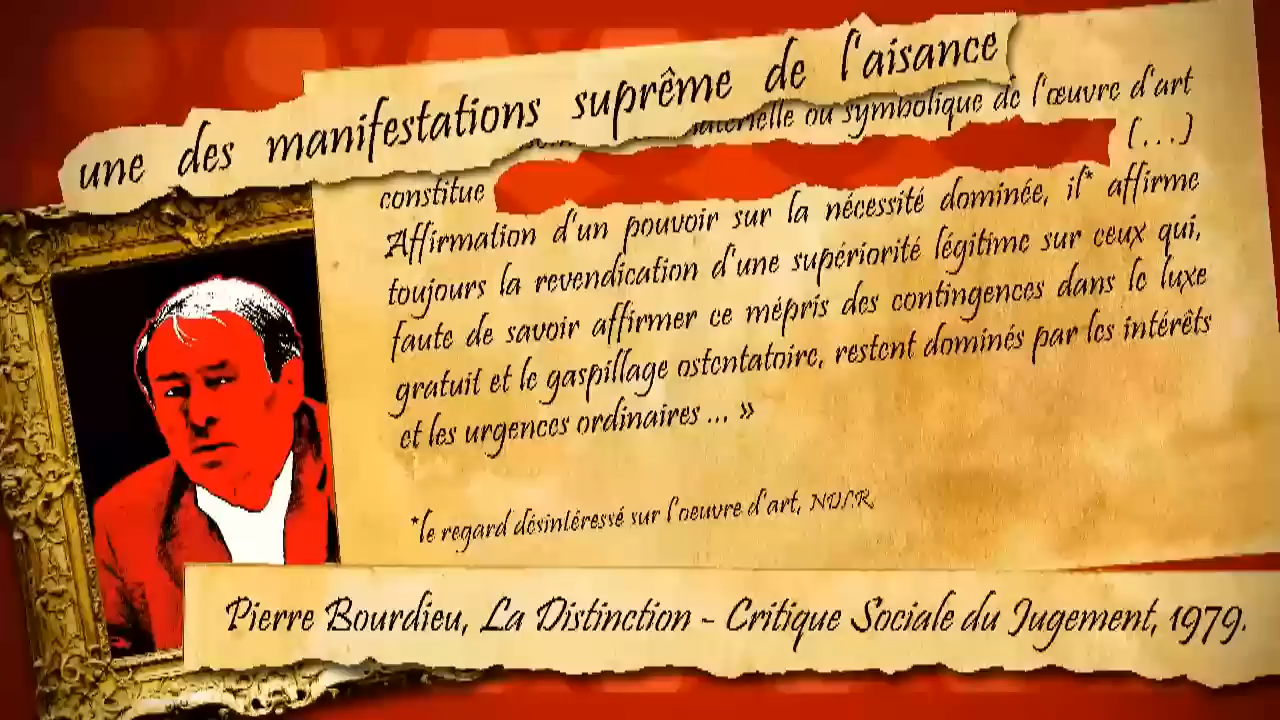 une des manifestations suprême de l'aisance
ou symbolique de l'œuvre d'art
constitue (...)
Affirmation d'un pouvoir sur la nécessité dominée, il* affirme
toujours la revendication d'une supériorité légitime sur ceux qui,
faute de savoir affirmer ce mépris des contingences dans le luxe
gratuit et le gaspillage ostentatoire, restent dominés par les intérêts
et les urgences ordinaires ... »
*le regard désintéressé sur l'oeuvre d'art, NDLR
Pierre Bourdieu, La Distinction - Critique Sociale du Jugement, 1979.